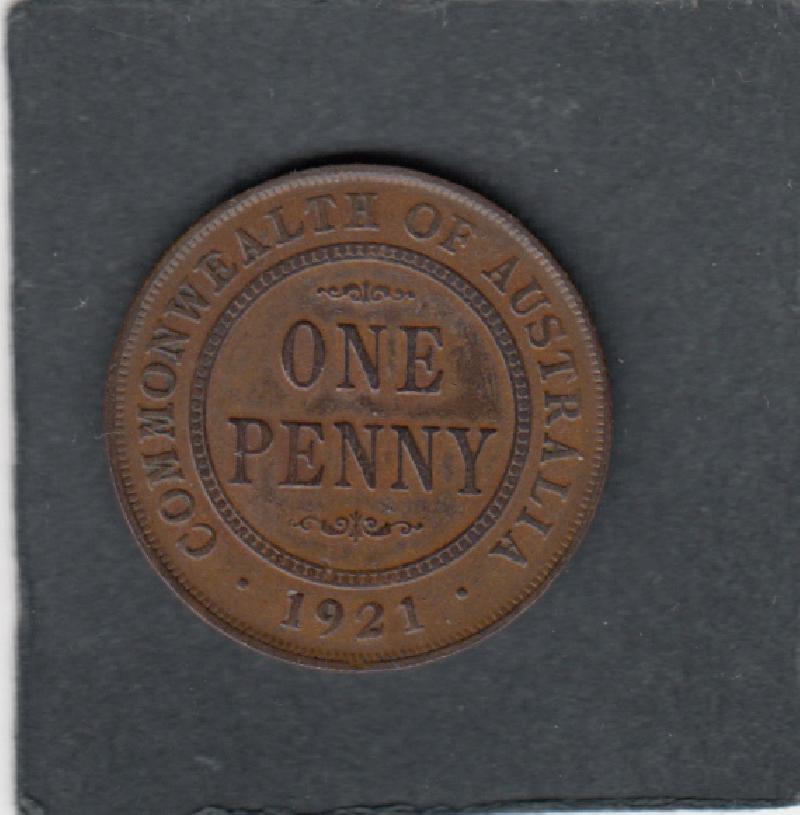 COMMONWEALTH OF AUSTRALIA
ONE
PENNY
· 1921 ·